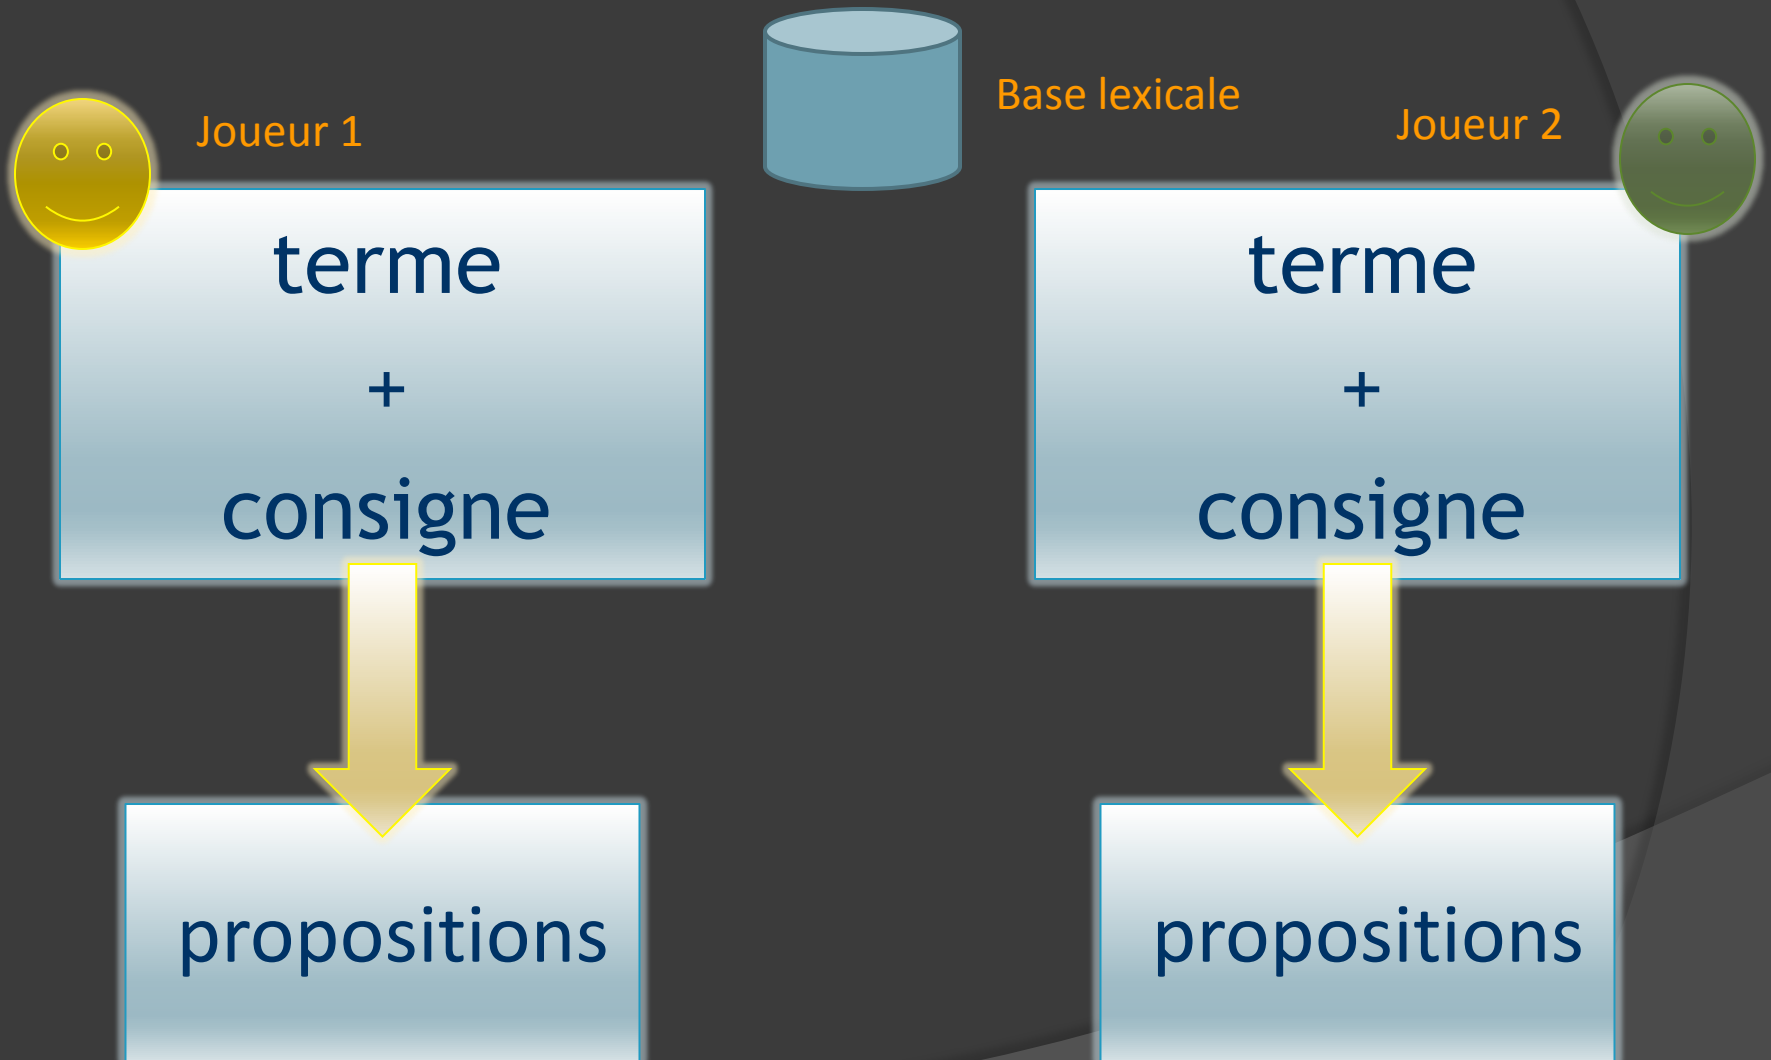 Base lexicale
Joueur 1
Joueur 2
terme
+
consigne
terme
+
consigne
propositions
propositions